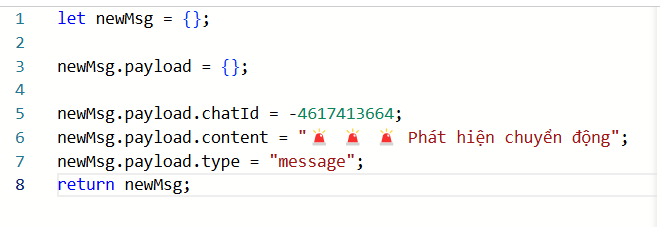 1 let newMsg = {};
2
3 newMsg.payload = {};
4
5 newMsg.payload.chatId = -4617413664;
6 newMsg.payload.content = "🚨 🚨 🚨 Phát hiện chuyển động";
7 newMsg.payload.type = "message";
8 return newMsg;